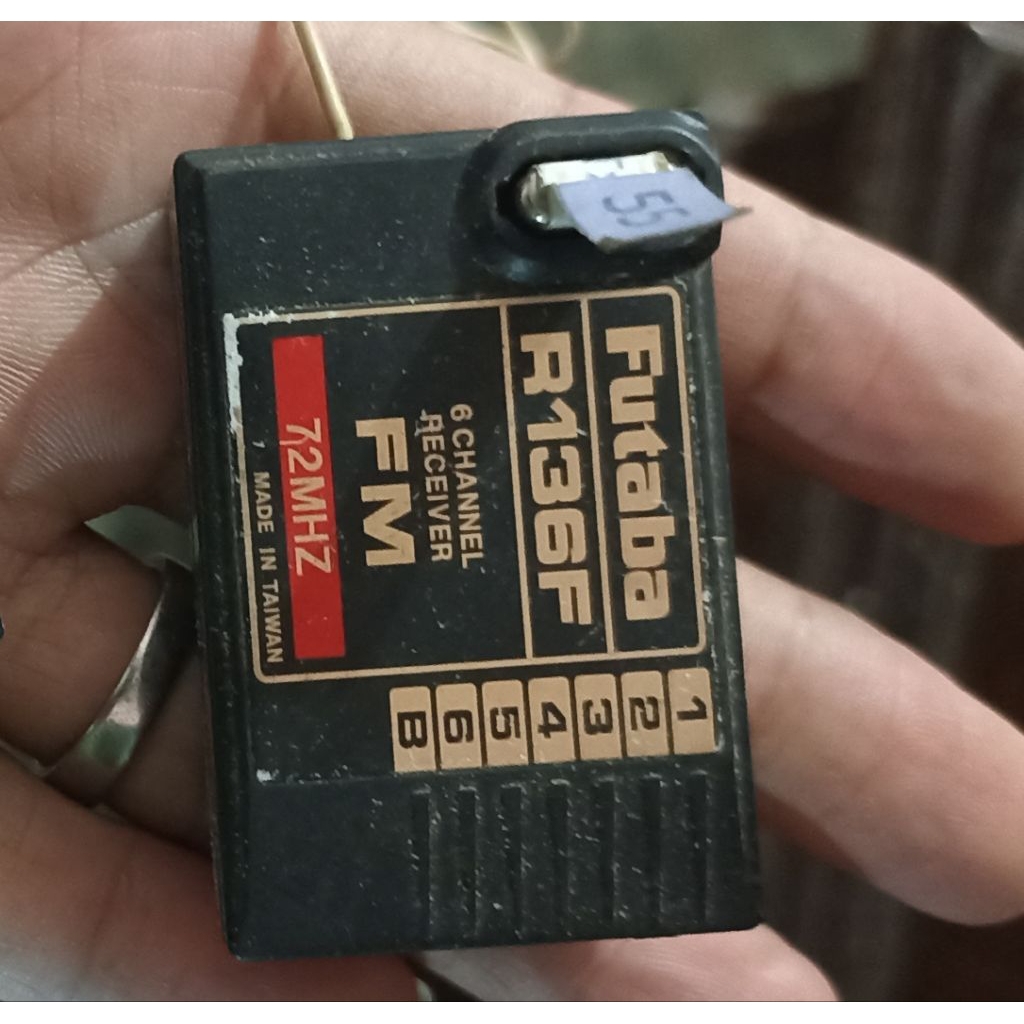 55
Futaba
R136F
6 CHANNEL
RECEIVER
FM
72MHZ
MADE IN TAIWAN
1
2
3
4
5
6
B